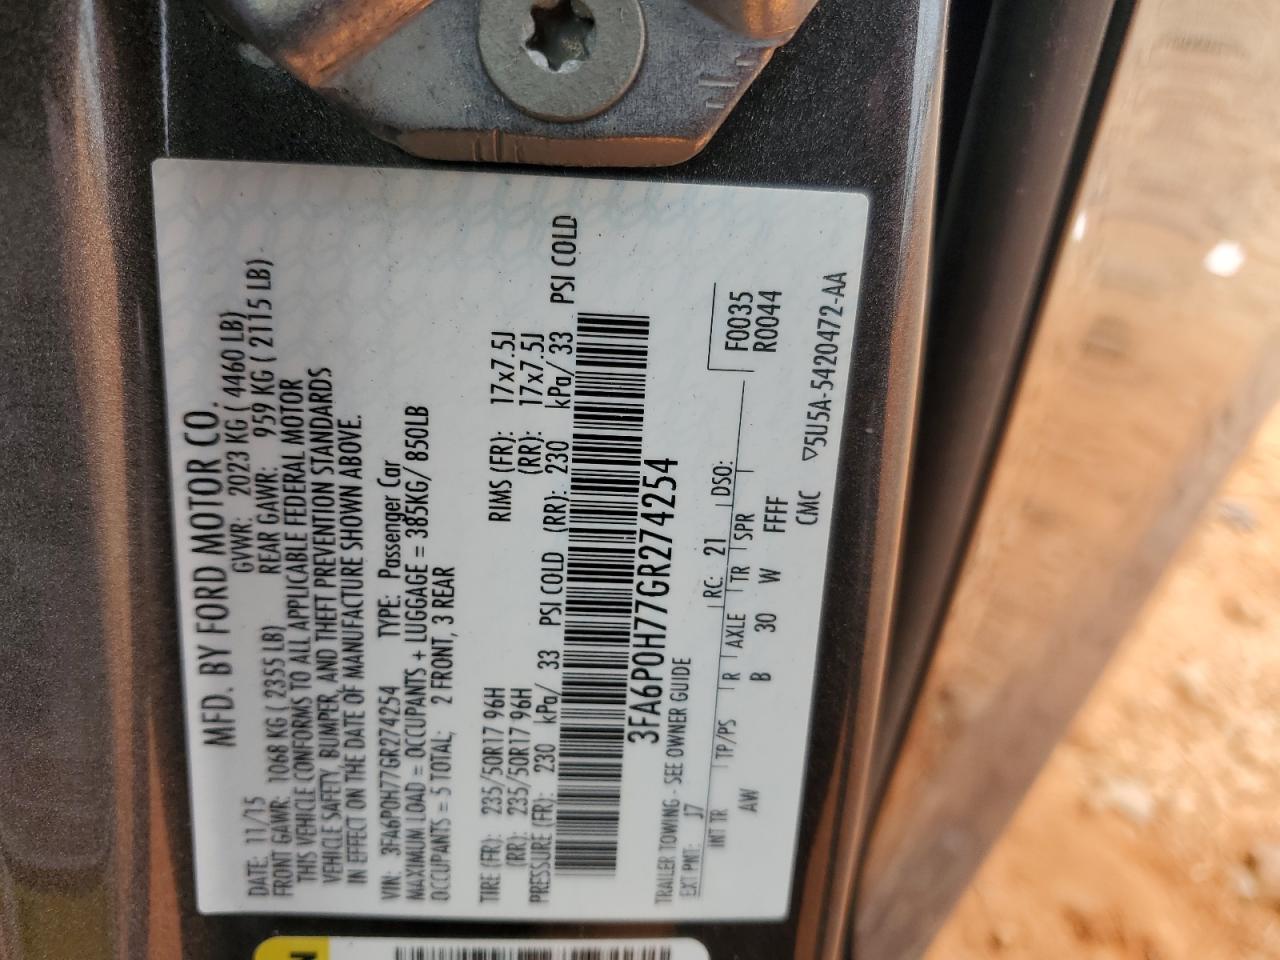 MFD. BY FORD MOTOR CO.
DATE: 11/15 GVWR: 2023 KG ( 4460 LB)
FRONT GAWR: 1068 KG ( 2355 LB) REAR GAWR: 959 KG ( 2115 LB)
THIS VEHICLE CONFORMS TO ALL APPLICABLE FEDERAL MOTOR
VEHICLE SAFETY, BUMPER, AND THEFT PREVENTION STANDARDS
IN EFFECT ON THE DATE OF MANUFACTURE SHOWN ABOVE.
VIN: 3FA6P0H77GR274254 TYPE: Passenger Car
MAXIMUM LOAD = OCCUPANTS + LUGGAGE = 385KG/ 850LB
OCCUPANTS = 5 TOTAL; 2 FRONT, 3 REAR
TIRE (FR): 235/50R17 96H RIMS (FR): 17x7.5J
(RR): 235/50R17 96H (RR): 17x7.5J
PRESSURE (FR): 230 kPa/ 33 PSI COLD (RR): 230 kPa/ 33 PSI COLD
3FA6P0H77GR274254
TRAILER TOWING - SEE OWNER GUIDE
EXT PNT: J7 RC: 21 DSO: F0035
R0044
INT TR TP/PS R AXLE TR SPR
AW B 30 W FFFF
CMC ▽5U5A-5420472-AA